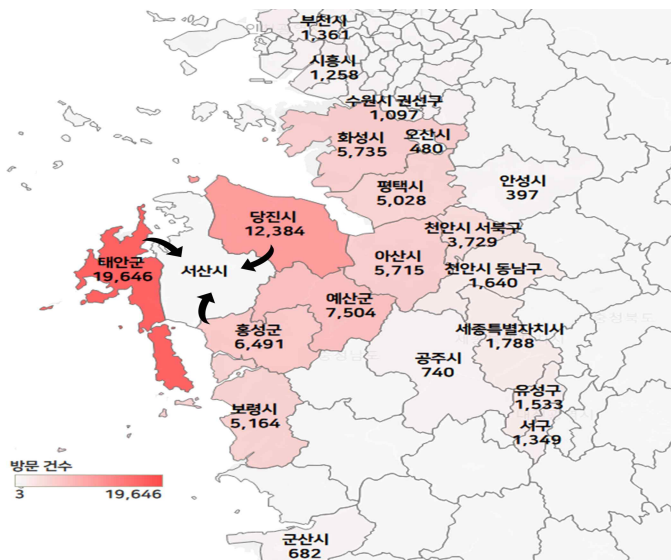 부천시
1,361
시흥시
1,258
수원시 권선구
1,097
화성시
5,735
오산시
480
평택시
5,028
안성시
397
당진시
12,384
천안시 서북구
3,729
태안군
19,646
서산시
아산시
5,715
천안시 동남구
1,640
예산군
7,504
홍성군
6,491
세종특별자치시
1,788
공주시
740
유성구
1,533
보령시
5,164
서구
1,349
방문 건수
3
19,646
군산시
682